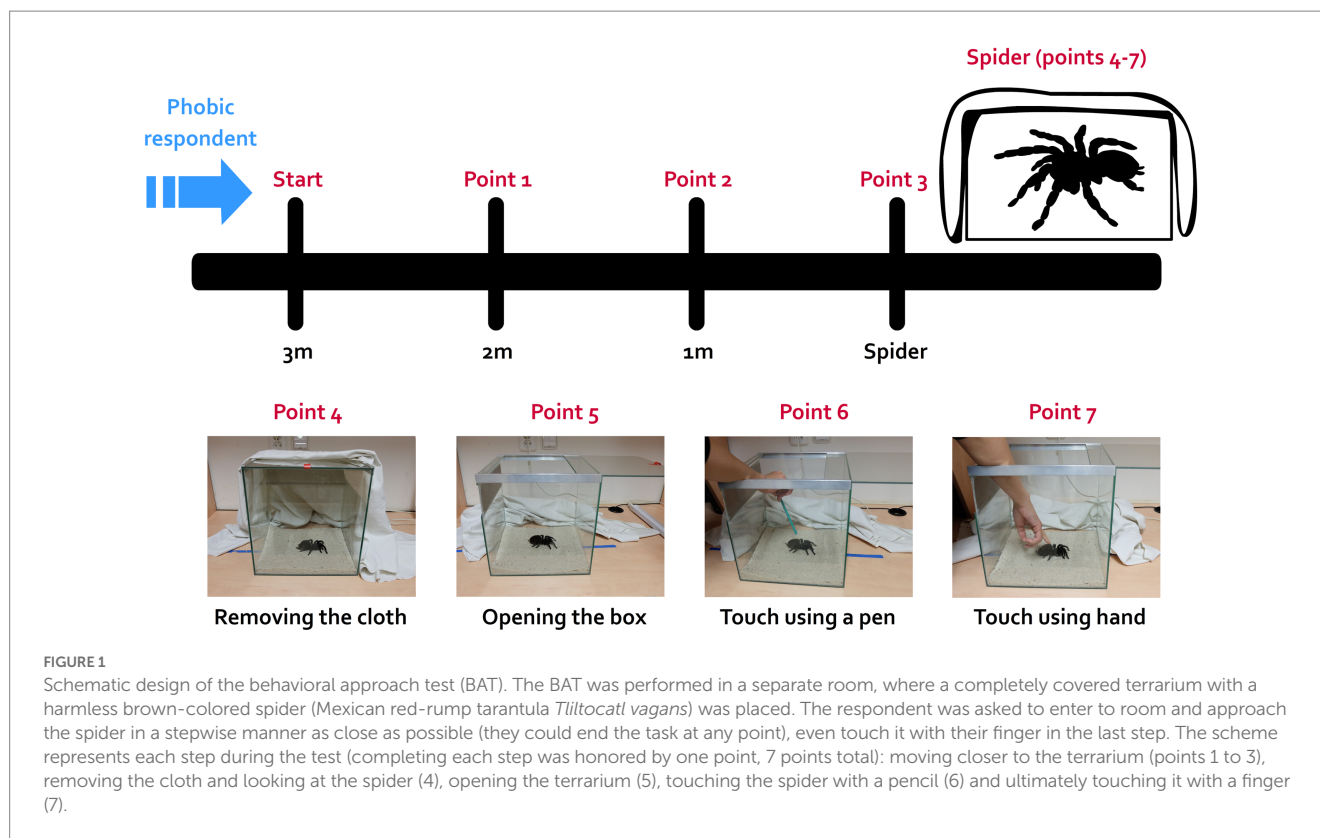 Spider (points 4-7)
Phobic
respondent
Start
Point 1
Point 2
Point 3
3m
2m
1m
Spider
Point 4
Point 5
Point 6
Point 7
Removing the cloth
Opening the box
Touch using a pen
Touch using hand
FIGURE 1
Schematic design of the behavioral approach test (BAT). The BAT was performed in a separate room, where a completely covered terrarium with a
harmless brown-colored spider (Mexican red-rump tarantula Tliltocatl vagans) was placed. The respondent was asked to enter to room and approach
the spider in a stepwise manner as close as possible (they could end the task at any point), even touch it with their finger in the last step. The scheme
represents each step during the test (completing each step was honored by one point, 7 points total): moving closer to the terrarium (points 1 to 3),
removing the cloth and looking at the spider (4), opening the terrarium (5), touching the spider with a pencil (6) and ultimately touching it with a finger
(7).